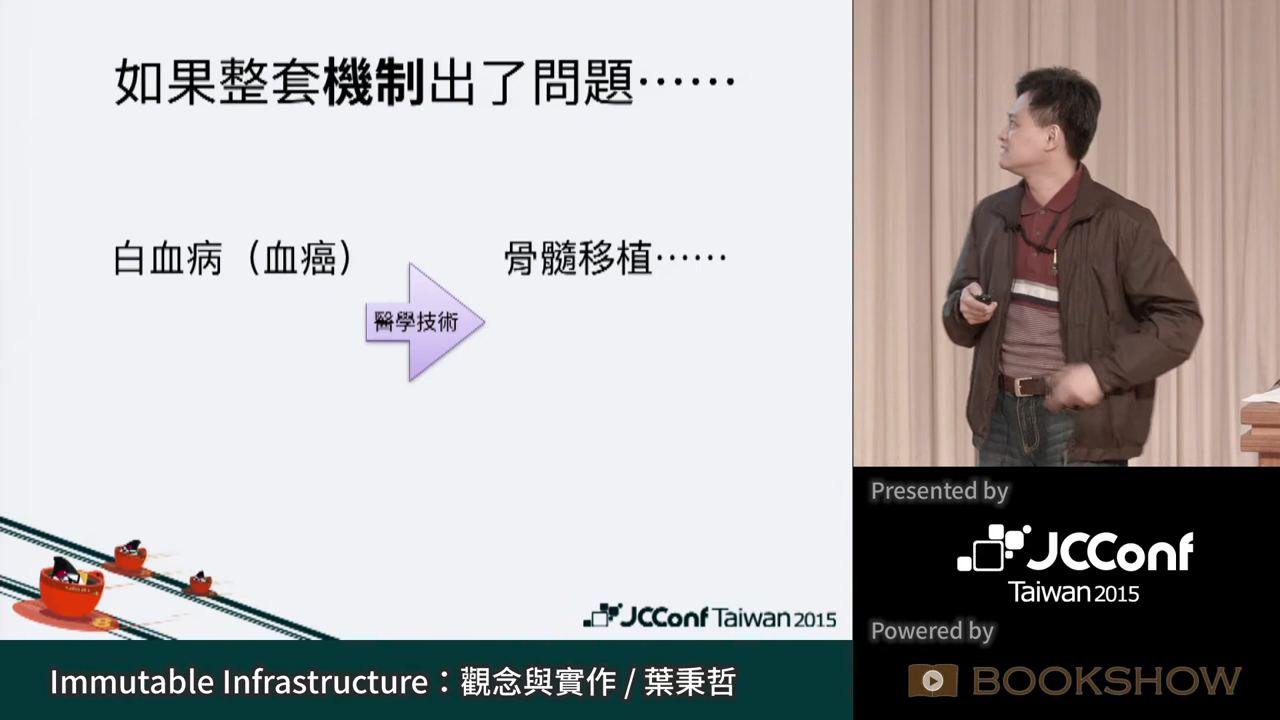 如果整套機制出了問題……
白血病（血癌）
骨髓移植……
醫學技術
JCConf Taiwan 2015
Immutable Infrastructure：觀念與實作 / 葉秉哲
Presented by
JCConf
Taiwan 2015
Powered by
BOOKSHOW